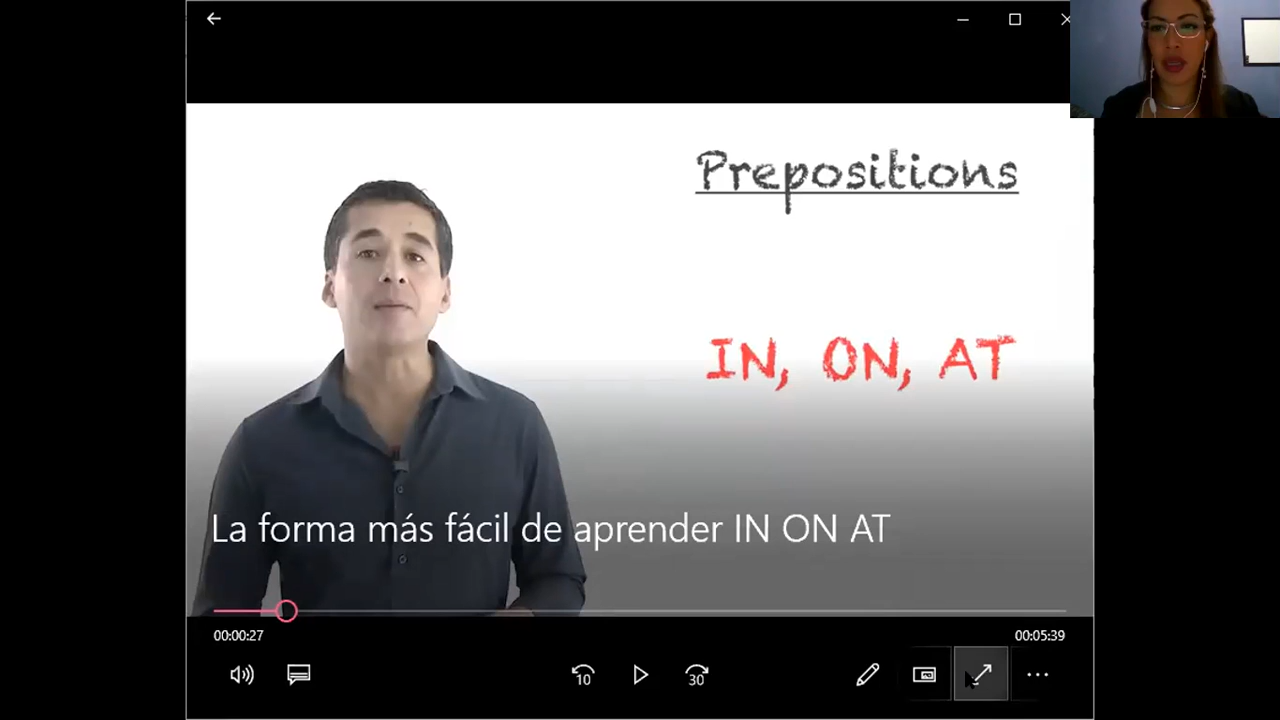 Prepositions
IN, ON, AT
La forma más fácil de aprender IN ON AT
00:00:27
00:05:39
10
30